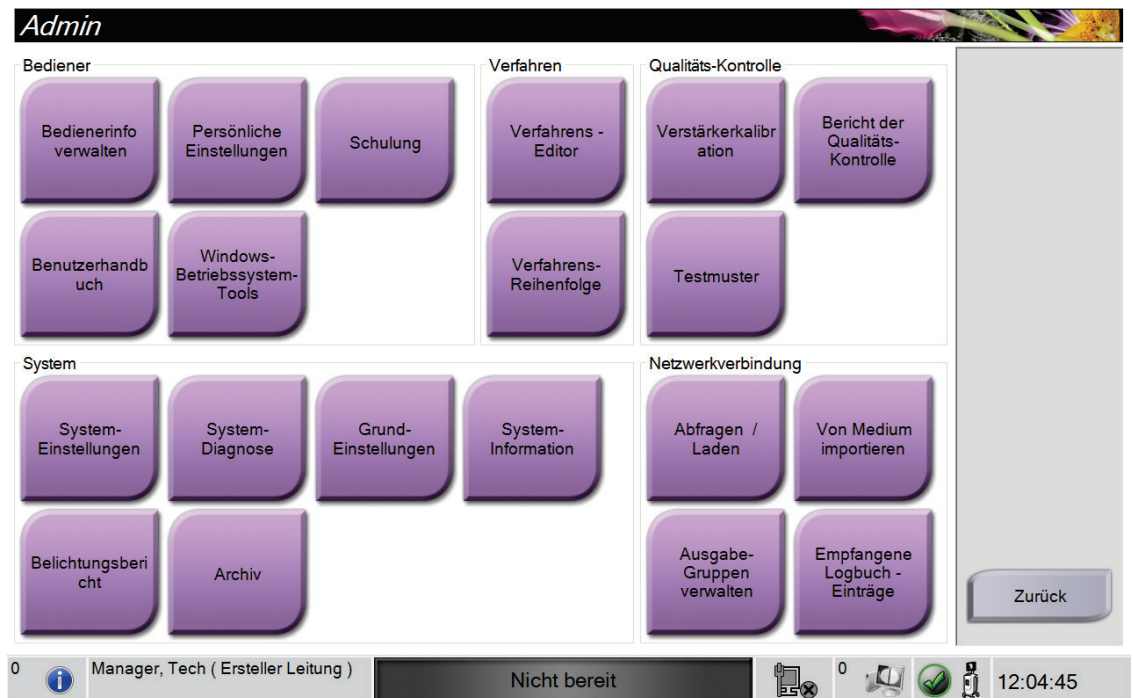 Admin
Bediener
Bedienerinfo
verwalten
Persönliche
Einstellungen
Schulung
Benutzerhandb
uch
Windows-
Betriebssystem-
Tools
Verfahren
Verfahrens -
Editor
Verfahrens-
Reihenfolge
Qualitäts-Kontrolle
Verstärkerkalibr
ation
Bericht der
Qualitäts-
Kontrolle
Testmuster
System
System-
Einstellungen
System-
Diagnose
Grund-
Einstellungen
System-
Information
Belichtungsberi
cht
Archiv
Netzwerkverbindung
Abfragen /
Laden
Von Medium
importieren
Ausgabe-
Gruppen
verwalten
Empfangene
Logbuch -
Einträge
Zurück
0
Manager, Tech ( Ersteller Leitung )
Nicht bereit
0
12:04:45